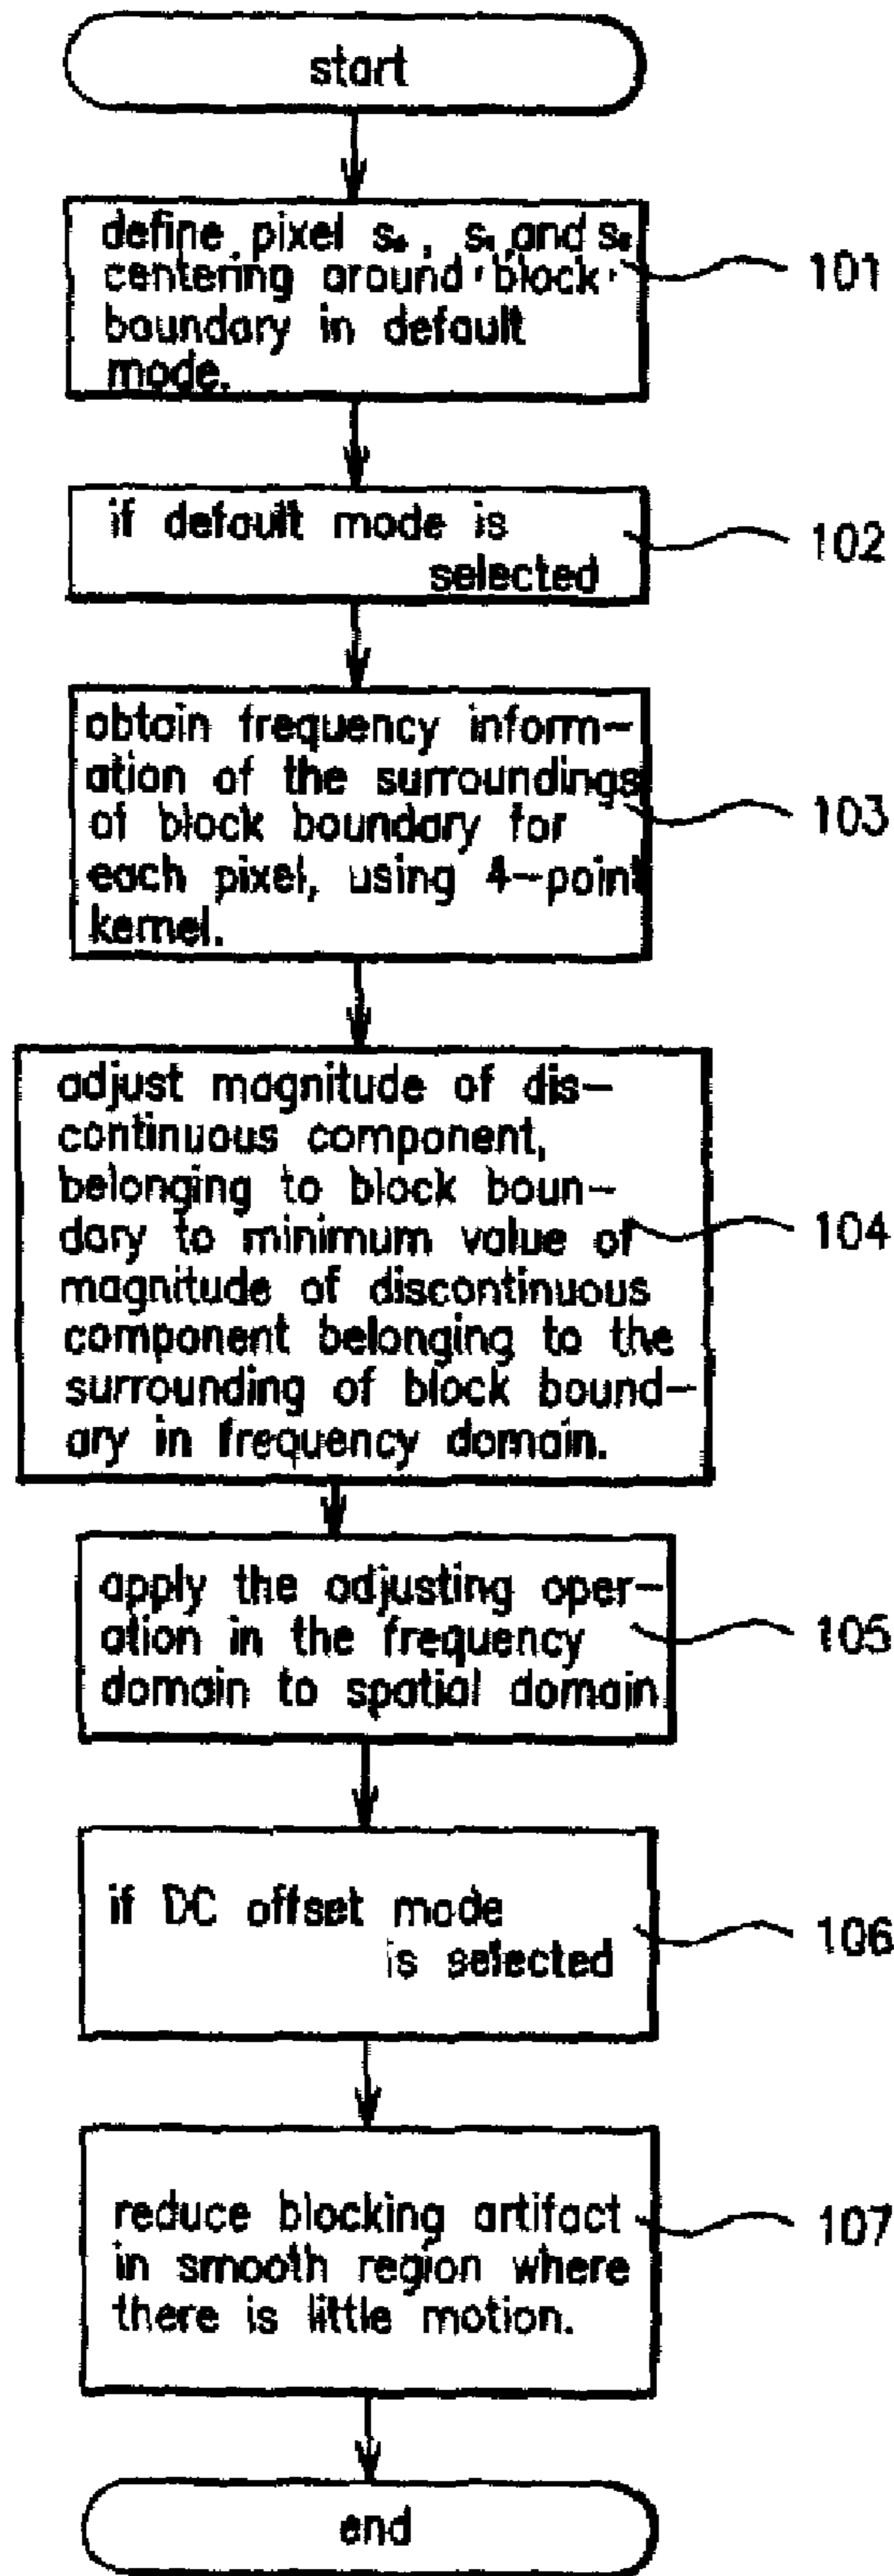 start
define pixel s₀, s₁ and s₂
centering around block
boundary in default
mode.
101
if default mode is
selected
102
obtain frequency inform-
ation of the surroundings
of block boundary for
each pixel, using 4-point
kernel.
103
adjust magnitude of dis-
continuous component,
belonging to block boun-
dary to minimum value of
magnitude of discontinuous
component belonging to the
surrounding of block bound-
ary in frequency domain.
104
apply the adjusting oper-
ation in the frequency
domain to spatial domain
105
if DC offset mode
is selected
106
reduce blocking artifact
in smooth region where
there is little motion.
107
end